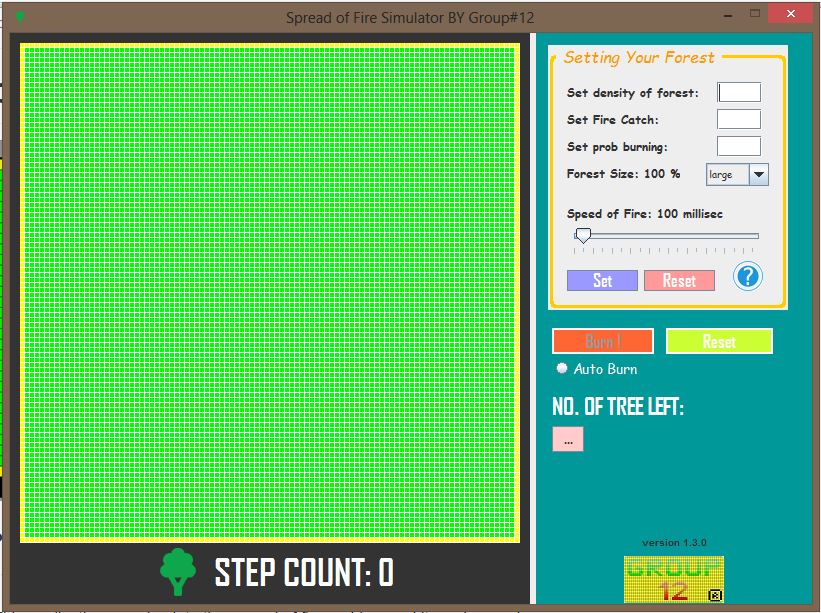 Spread of Fire Simulator BY Group#12
Setting Your Forest
Set density of forest:
Set Fire Catch:
Set prob burning:
Forest Size: 100 % large
Speed of Fire: 100 millisec
Set Reset ?
Burn ! Reset
Auto Burn
NO. OF TREE LEFT:
...
STEP COUNT: 0
version 1.3.0
GROUP
12 R